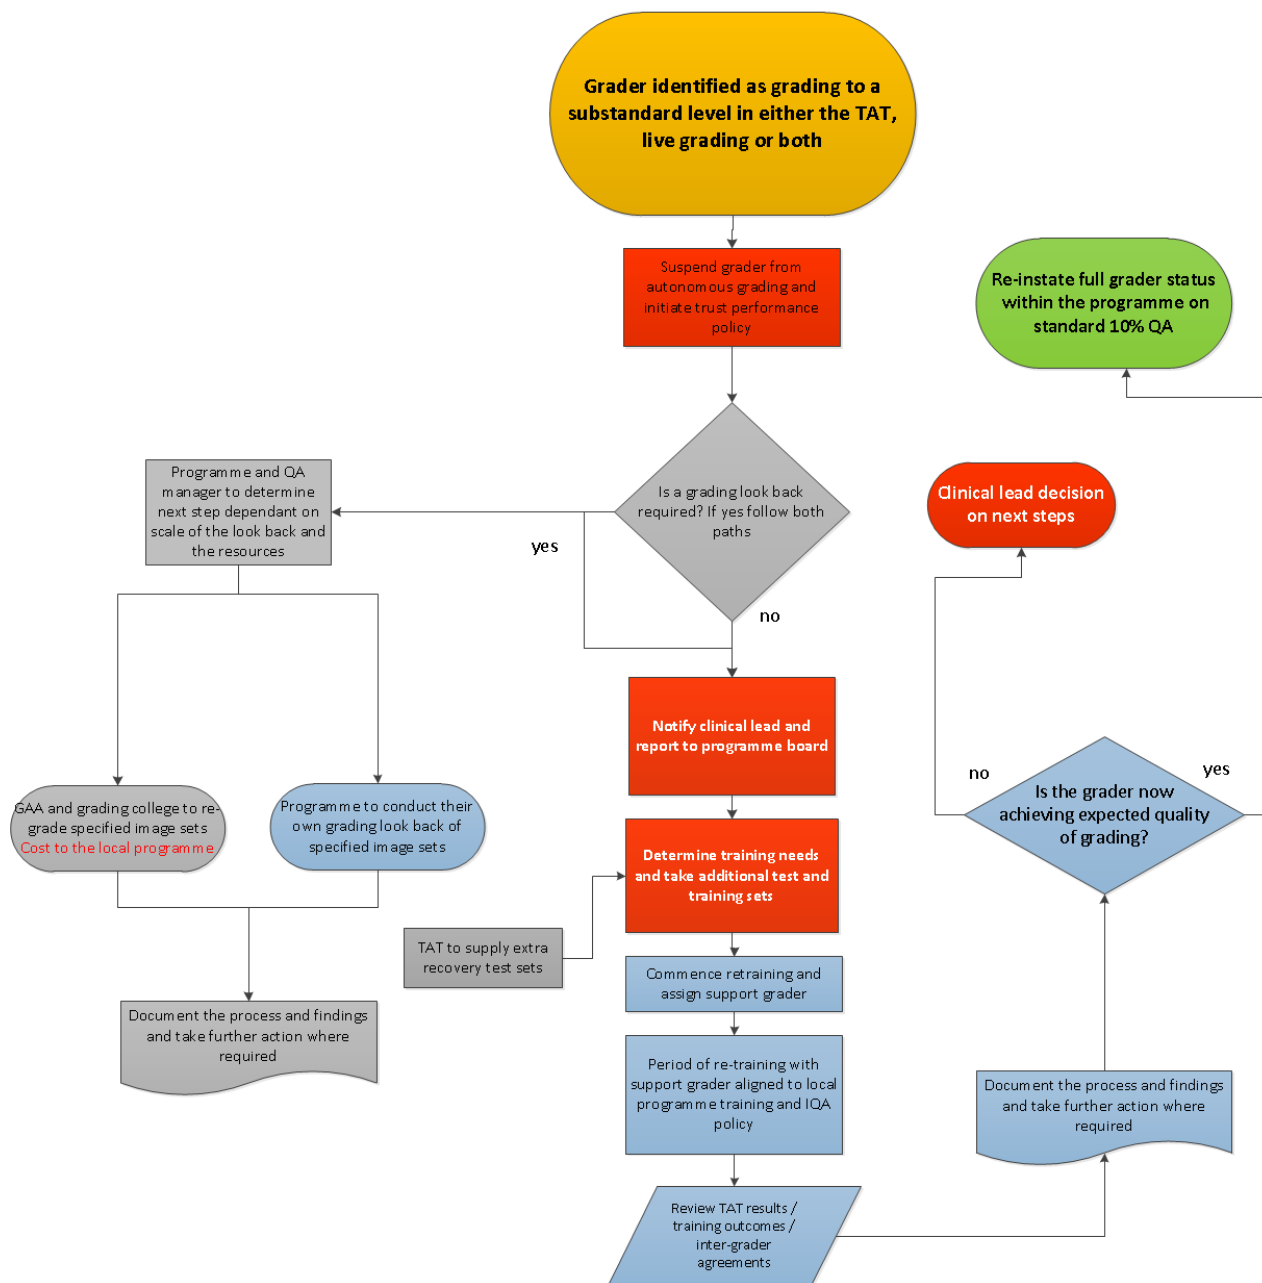 Grader identified as grading to a
substandard level in either the TAT,
live grading or both
Suspend grader from
autonomous grading and
initiate trust performance
policy
Re-instate full grader status
within the programme on
standard 10% QA
Is a grading look back
required? If yes follow both
paths
yes
no
Programme and QA
manager to determine
next step dependant on
scale of the look back and
the resources
Clinical lead decision
on next steps
Notify clinical lead and
report to programme board
GAA and grading college to re-
grade specified image sets
Cost to the local programme
Programme to conduct their
own grading look back of
specified image sets
Determine training needs
and take additional test and
training sets
TAT to supply extra
recovery test sets
Commence retraining and
assign support grader
Document the process and findings
and take further action where
required
Period of re-training with
support grader aligned to local
programme training and IQA
policy
Review TAT results /
training outcomes /
inter-grader
agreements
Document the process and findings
and take further action where
required
Is the grader now
achieving expected quality
of grading?
no
yes